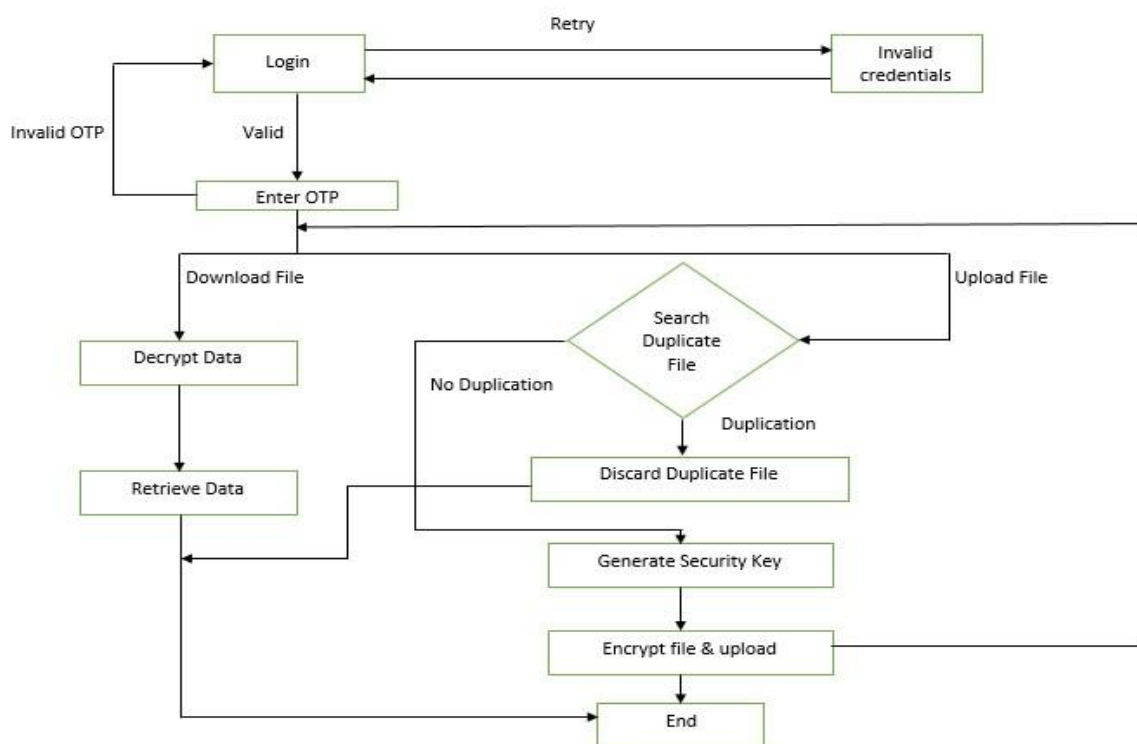 Retry
Login
Invalid
credentials
Invalid OTP
Valid
Enter OTP
Download File
Upload File
Search
Duplicate
File
Decrypt Data
No Duplication
Duplication
Discard Duplicate File
Retrieve Data
Generate Security Key
Encrypt file & upload
End